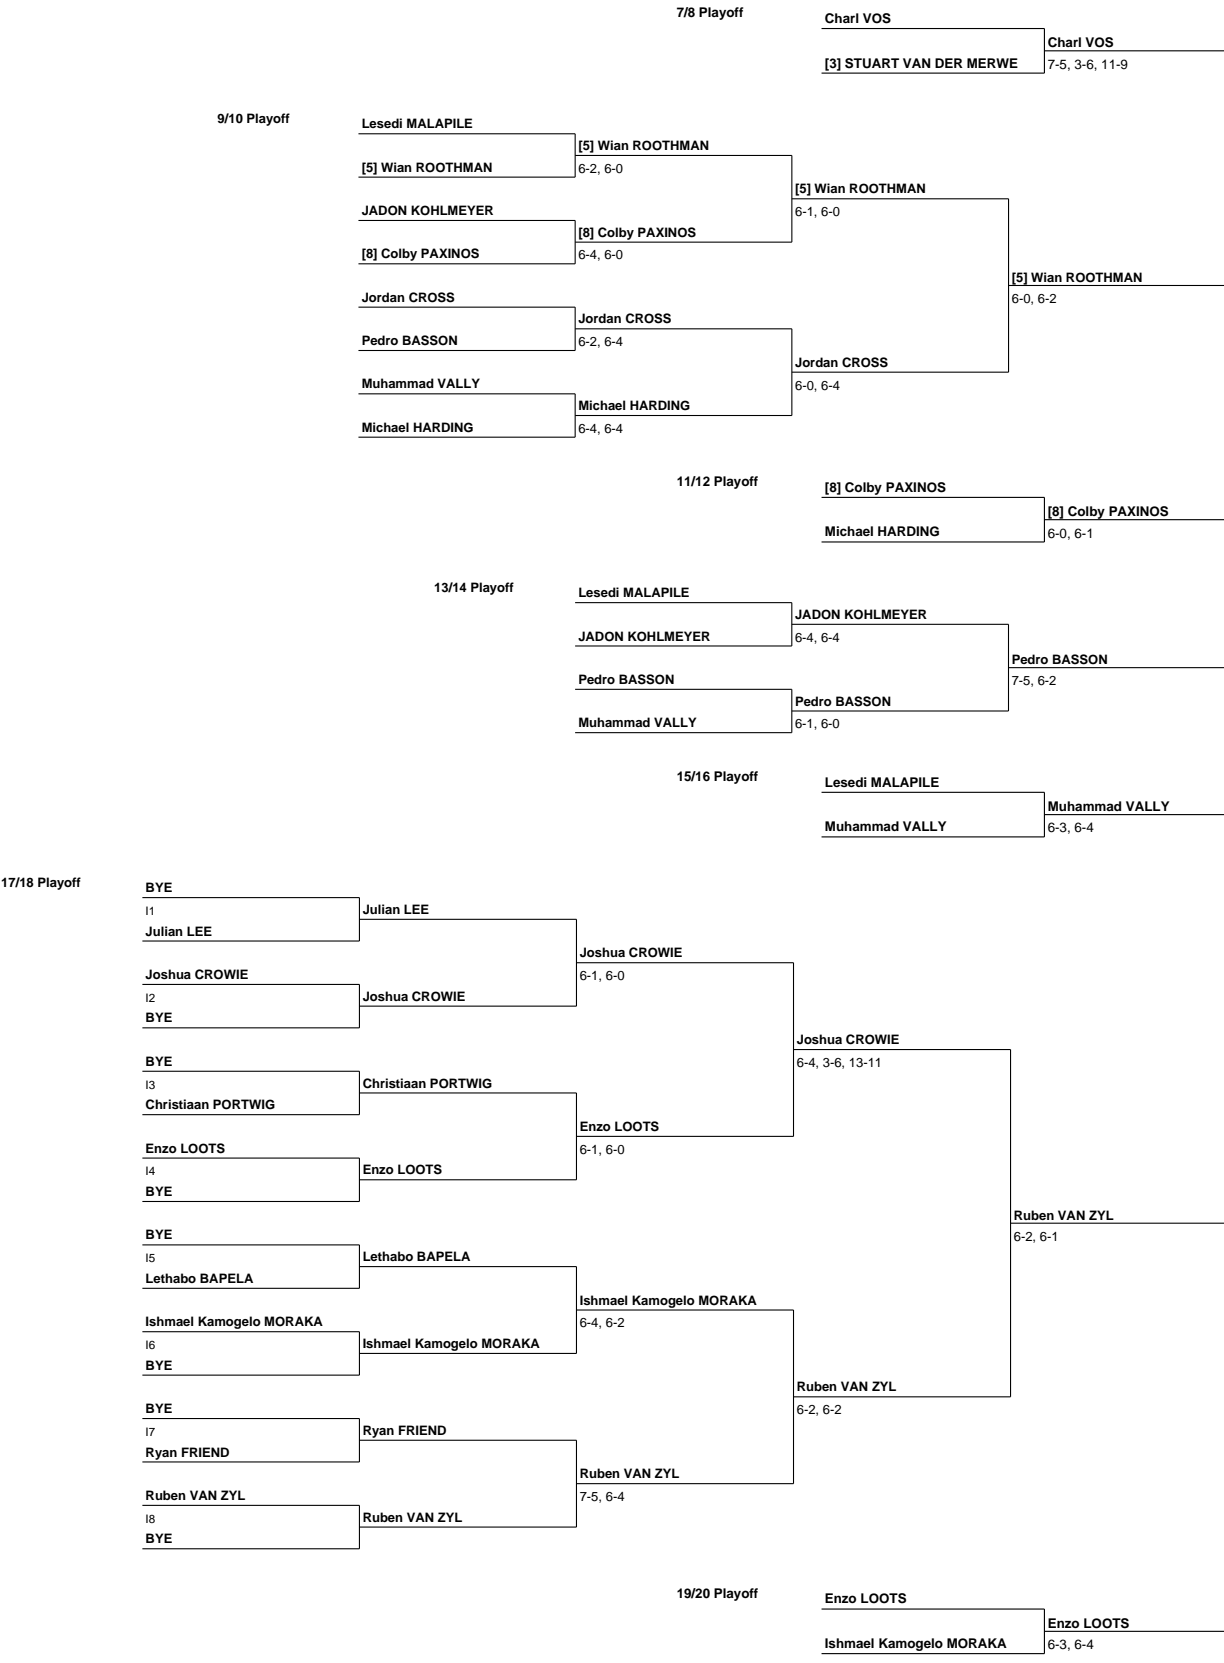 7/8 Playoff
Charl VOS
Charl VOS
[3] STUART VAN DER MERWE
7-5, 3-6, 11-9
9/10 Playoff
Lesedi MALAPILE
[5] Wian ROOTHMAN
[5] Wian ROOTHMAN
6-2, 6-0
[5] Wian ROOTHMAN
6-1, 6-0
JADON KOHLMEYER
[8] Colby PAXINOS
[8] Colby PAXINOS
6-4, 6-0
[5] Wian ROOTHMAN
6-0, 6-2
Jordan CROSS
Jordan CROSS
Pedro BASSON
6-2, 6-4
Jordan CROSS
6-0, 6-4
Muhammad VALLY
Michael HARDING
Michael HARDING
6-4, 6-4
11/12 Playoff
[8] Colby PAXINOS
[8] Colby PAXINOS
Michael HARDING
6-0, 6-1
13/14 Playoff
Lesedi MALAPILE
JADON KOHLMEYER
JADON KOHLMEYER
6-4, 6-4
Pedro BASSON
7-5, 6-2
Pedro BASSON
Pedro BASSON
Muhammad VALLY
6-1, 6-0
15/16 Playoff
Lesedi MALAPILE
Muhammad VALLY
Muhammad VALLY
6-3, 6-4
17/18 Playoff
BYE
I1
Julian LEE
Julian LEE
Joshua CROWIE
6-1, 6-0
Joshua CROWIE
I2
Joshua CROWIE
BYE
Joshua CROWIE
6-4, 3-6, 13-11
BYE
I3
Christiaan PORTWIG
Christiaan PORTWIG
Enzo LOOTS
6-1, 6-0
Enzo LOOTS
I4
Enzo LOOTS
BYE
Ruben VAN ZYL
6-2, 6-1
BYE
I5
Lethabo BAPELA
Lethabo BAPELA
Ishmael Kamogelo MORAKA
6-4, 6-2
Ishmael Kamogelo MORAKA
I6
Ishmael Kamogelo MORAKA
BYE
Ruben VAN ZYL
6-2, 6-2
BYE
I7
Ryan FRIEND
Ryan FRIEND
Ruben VAN ZYL
7-5, 6-4
Ruben VAN ZYL
I8
Ruben VAN ZYL
BYE
19/20 Playoff
Enzo LOOTS
Enzo LOOTS
Ishmael Kamogelo MORAKA
6-3, 6-4